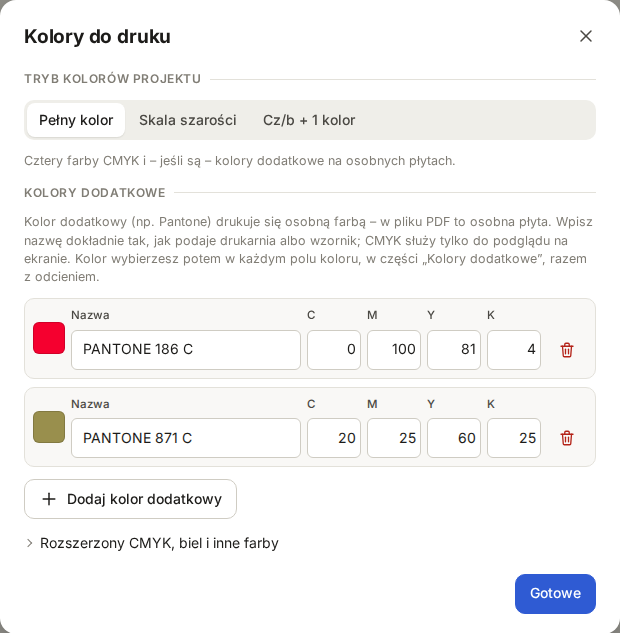 Kolory do druku
TRYB KOLORÓW PROJEKTU
Pełny kolor Skala szarości Cz/b + 1 kolor
Cztery farby CMYK i – jeśli są – kolory dodatkowe na osobnych płytach.
KOLORY DODATKOWE
Kolor dodatkowy (np. Pantone) drukuje się osobną farbą – w pliku PDF to osobna płyta. Wpisz
nazwę dokładnie tak, jak podaje drukarnia albo wzornik; CMYK służy tylko do podglądu na
ekranie. Kolor wybierzesz potem w każdym polu koloru, w części „Kolory dodatkowe”, razem
z odcieniem.
Nazwa C M Y K
PANTONE 186 C 0 100 81 4
Nazwa C M Y K
PANTONE 871 C 20 25 60 25
Dodaj kolor dodatkowy
Rozszerzony CMYK, biel i inne farby
Gotowe